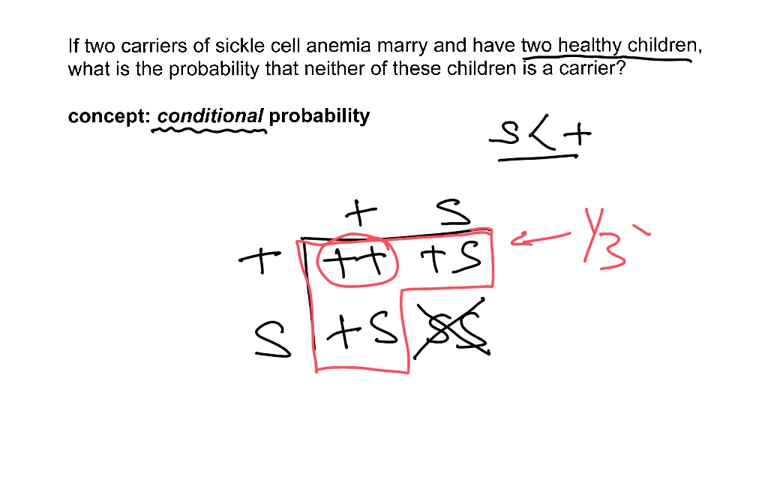 If two carriers of sickle cell anemia marry and have two healthy children,
what is the probability that neither of these children is a carrier?
concept: conditional probability
s < +
+ S
+ ++ +S
1/3
S +S SS